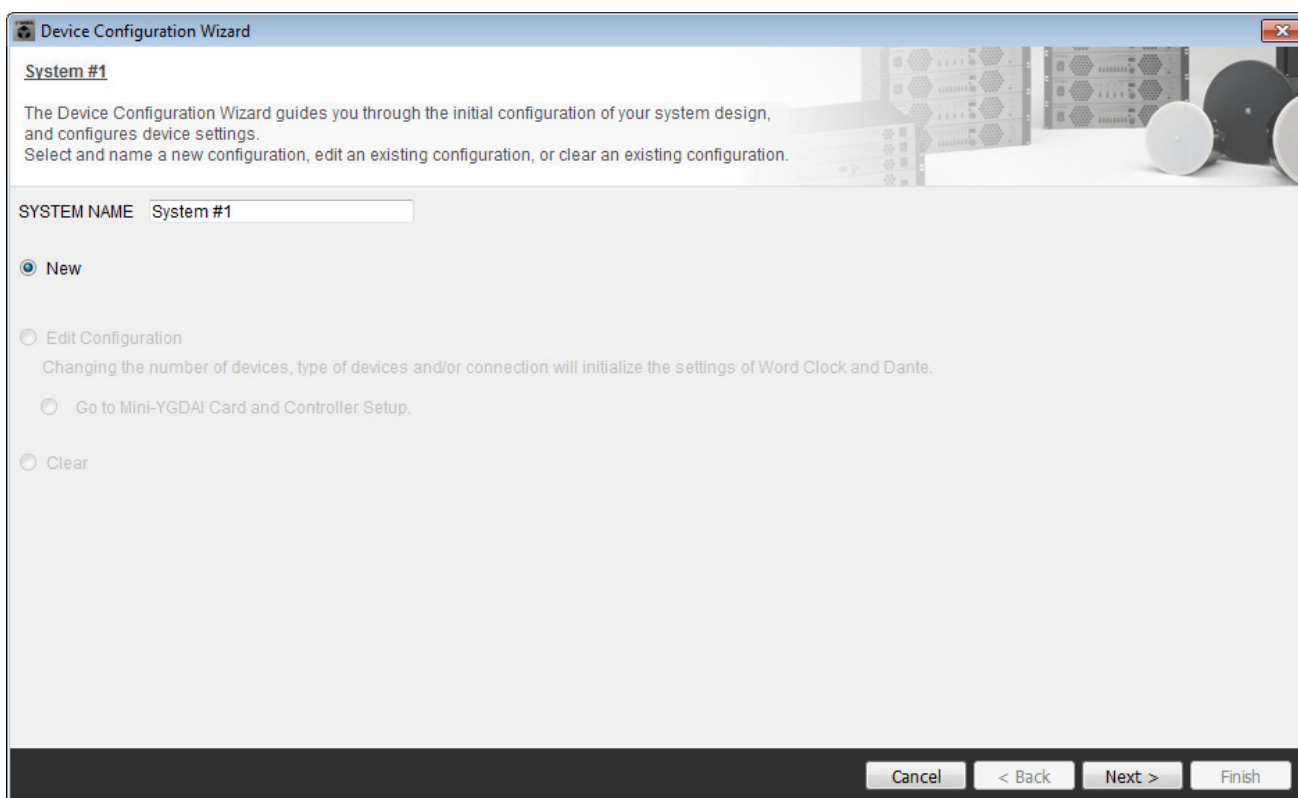 Device Configuration Wizard
System #1
The Device Configuration Wizard guides you through the initial configuration of your system design,
and configures device settings.
Select and name a new configuration, edit an existing configuration, or clear an existing configuration.
SYSTEM NAME System #1
New
Edit Configuration
Changing the number of devices, type of devices and/or connection will initialize the settings of Word Clock and Dante.
Go to Mini-YGDAI Card and Controller Setup.
Clear
Cancel < Back Next > Finish